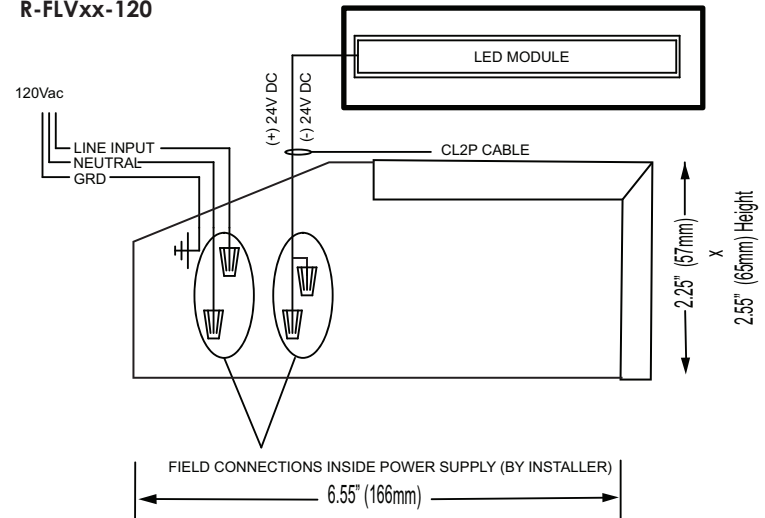 R-FLVxx-120
LED MODULE
120Vac
(+) 24V DC
(-) 24V DC
LINE INPUT
NEUTRAL
GRD
CL2P CABLE
2.25" (57mm)
X
2.55" (65mm) Height
FIELD CONNECTIONS INSIDE POWER SUPPLY (BY INSTALLER)
6.55" (166mm)